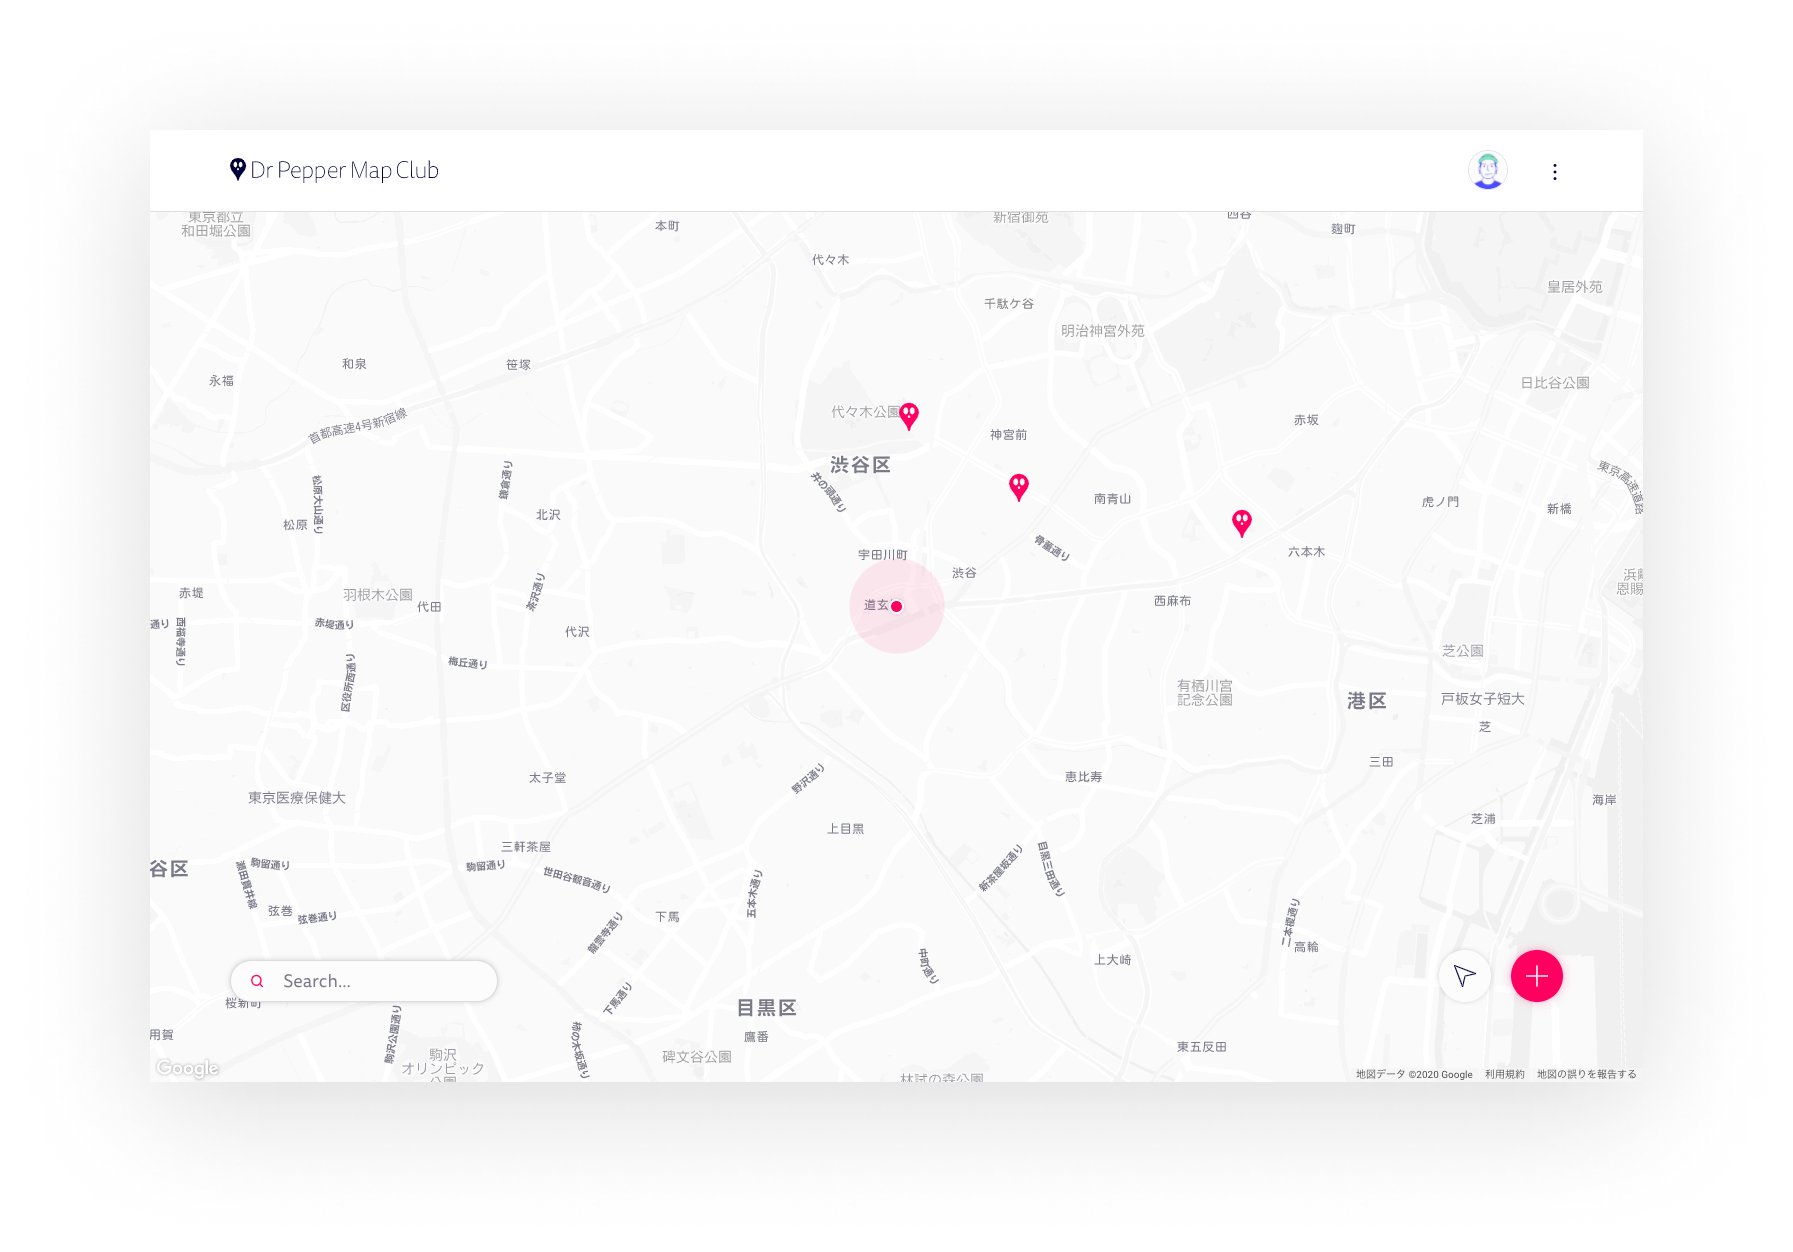 Dr Pepper Map Club
東京都立
和田堀公園
本町
新宿御苑
四谷
麹町
代々木
皇居外苑
千駄ケ谷
明治神宮外苑
和泉
笹塚
永福
日比谷公園
首都高速4号新宿線
代々木公園
赤坂
神宮前
渋谷区
井の頭通り
鎌倉通り
松原大山通り
東京高速道路
南青山
虎ノ門
新橋
北沢
松原
骨董通り
宇田川町
六本木
渋谷
茶沢通り
浜離
恩賜
赤堤
羽根木公園
代田
道玄
西麻布
通り
西福寺通り
赤堤通り
代沢
梅丘通り
区役所西通り
芝公園
有栖川宮
記念公園
港区
戸板女子短大
芝
三田
太子堂
野沢通り
恵比寿
東京医療保健大
海岸
芝浦
上目黒
三軒茶屋
谷区
駒留通り
瀬田貫井線
駒留通り
世田谷観音通り
五本木通り
新茶屋坂通り
目黒三田通り
弦巻
弦巻通り
下馬
龍雲寺通り
二本榎通り
高輪
中町通り
上大崎
Search...
桜新町
下馬通り
目黒区
用賀
駒沢公園通り
柿の木坂通り
鷹番
東五反田
駒沢
オリンピック
公園
碑文谷公園
林試の森公園
Google
地図データ ©2020 Google
利用規約
地図の誤りを報告する